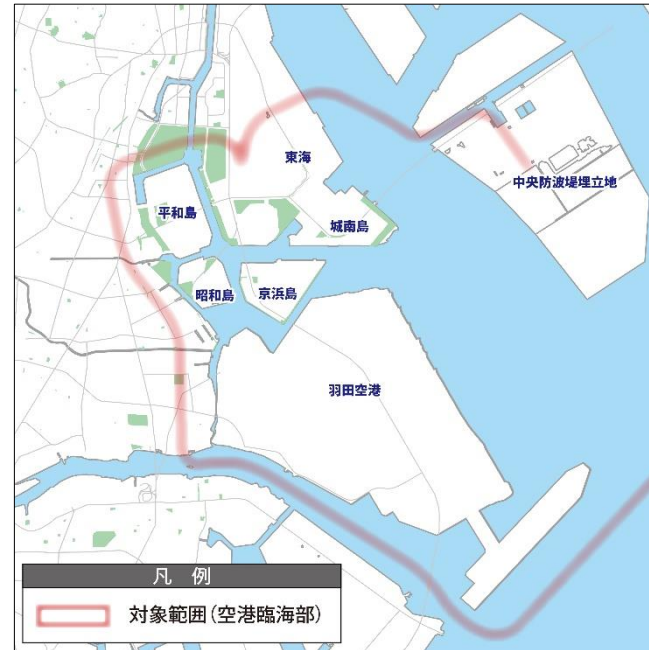 東海
中央防波堤埋立地
平和島
城南島
昭和島
京浜島
羽田空港
凡 例
対象範囲(空港臨海部)